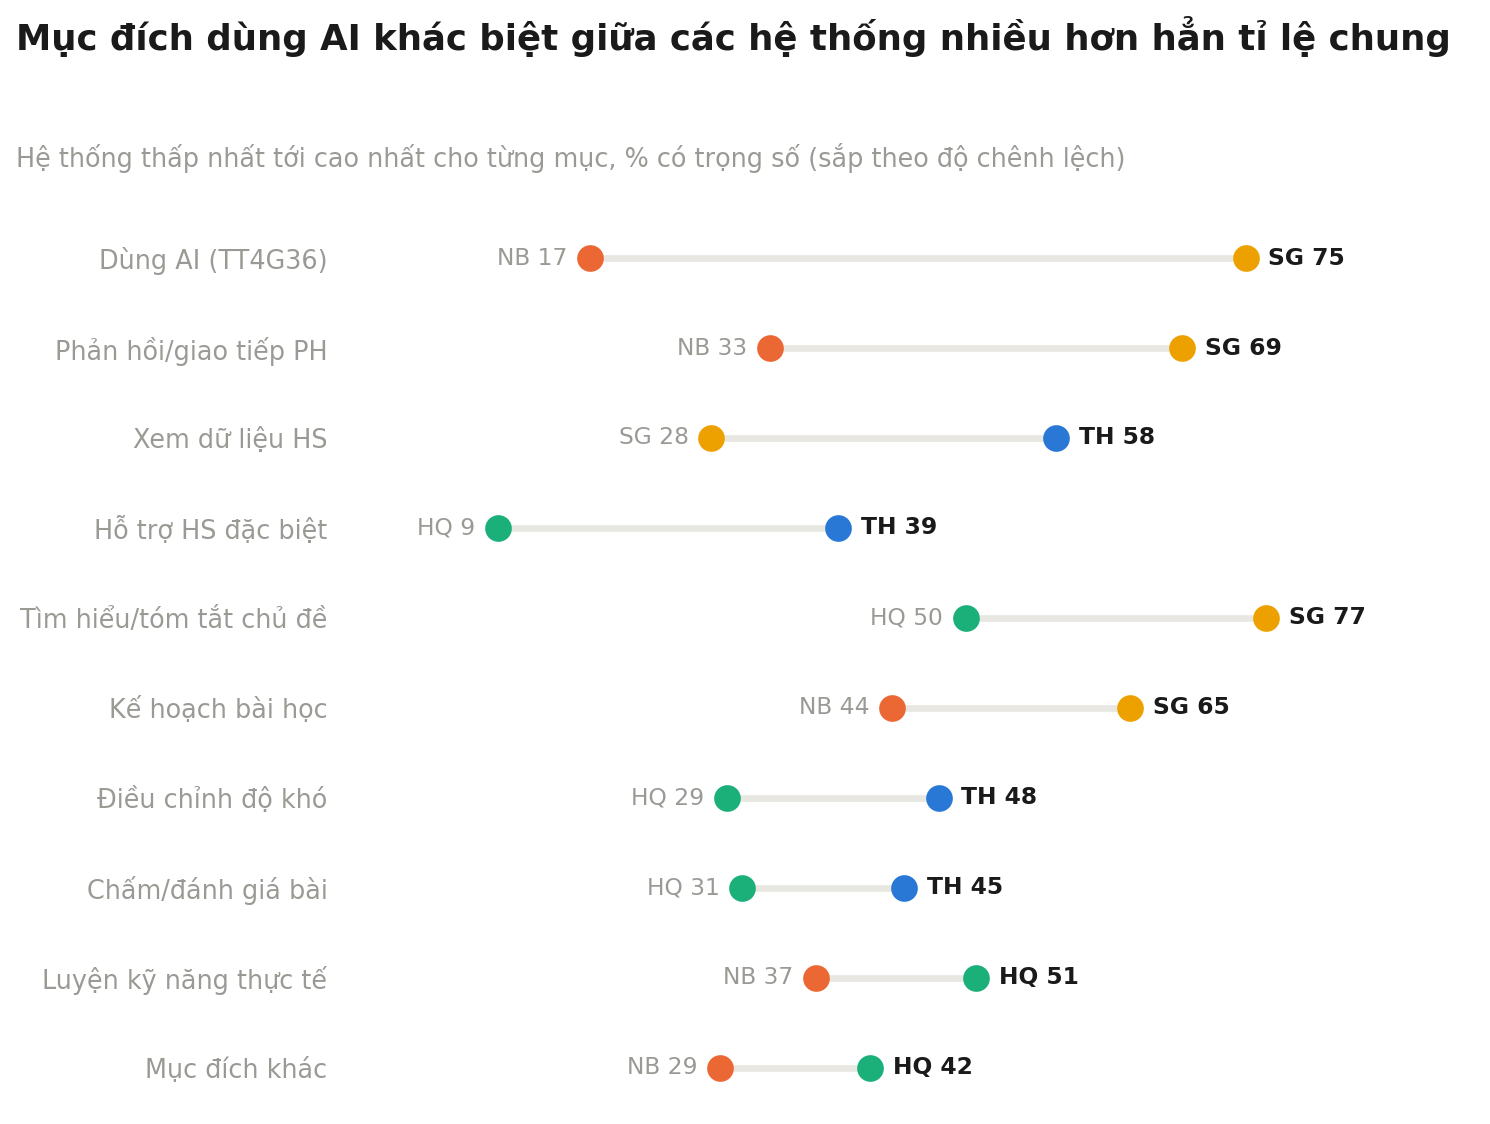 Mục đích dùng AI khác biệt giữa các hệ thống nhiều hơn hẳn tỉ lệ chung
Hệ thống thấp nhất tới cao nhất cho từng mục, % có trọng số (sắp theo độ chênh lệch)
Dùng AI (TT4G36) NB 17 SG 75
Phản hồi/giao tiếp PH NB 33 SG 69
Xem dữ liệu HS SG 28 TH 58
Hỗ trợ HS đặc biệt HQ 9 TH 39
Tìm hiểu/tóm tắt chủ đề HQ 50 SG 77
Kế hoạch bài học NB 44 SG 65
Điều chỉnh độ khó HQ 29 TH 48
Chấm/đánh giá bài HQ 31 TH 45
Luyện kỹ năng thực tế NB 37 HQ 51
Mục đích khác NB 29 HQ 42